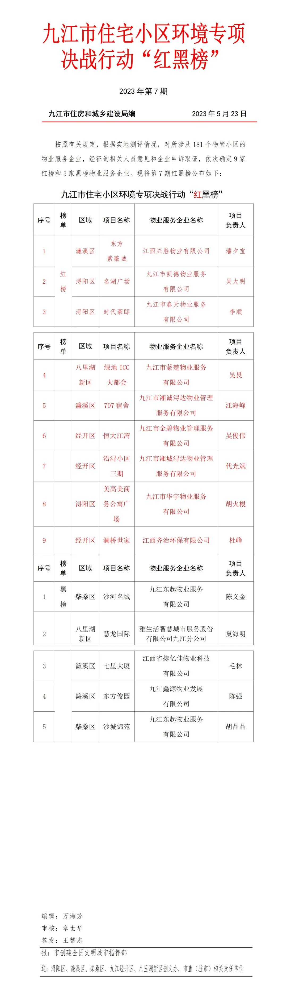 九江市住宅小区环境专项
决战行动“红黑榜”
2023 年第 7 期
九江市住房和城乡建设局编 2023 年 5 月 23 日
按照有关规定，根据实地测评情况，对所涉及 181 个物管小区的
物业服务企业，经征询相关人员意见和企业申诉取证，依次确定 9 家
红榜和 5 家黑榜物业服务企业。现将第 7 期红黑榜公布如下：
九江市住宅小区环境专项决战行动“红黑榜”
序号 榜单 区域 项目名称 物业服务企业名称 项目负责人
1 红榜 濂溪区 东方紫薇城 江西兴胜物业有限公司 潘夕宝
2 浔阳区 名湖广场 九江市凯德物业服务有限公司 吴大明
3 浔阳区 时代豪邸 九江市春天物业服务有限公司 李顺
序号 榜单 区域 项目名称 物业服务企业名称 项目负责人
4 八里湖新区 绿地 ICC 大都会 九江市蒙楚物业服务有限公司 吴畏
5 濂溪区 707 宿舍 九江市湘诚浔达物业管理服务有限公司 汪海峰
6 经开区 恒大江湾 九江市金碧物业管理服务有限公司 吴俊伟
7 经开区 沿浔小区三期 九江市湘城浔达物业管理服务有限公司 代光斌
8 浔阳区 美高美商务公寓广场 九江市华宇物业服务有限公司 胡火根
9 经开区 澜桥世家 江西齐治环保有限公司 杜峰
序号 榜单 区域 项目名称 物业服务企业名称 项目负责人
1 黑榜 柴桑区 沙河名城 九江东起物业服务有限公司 陈义金
2 八里湖新区 慧龙国际 雅生活智慧城市服务股份有限公司九江分公司 巢海明
3 濂溪区 七星大厦 江西省捷亿佳物业科技有限公司 毛林
4 濂溪区 东方俊园 九江鑫源物业发展有限公司 陈强
5 柴桑区 沙城锦苑 九江东起物业服务有限公司 胡晶晶
编辑：万海芳
审核：章世华
签发：王帮志
报：市创建全国文明城市指挥部
送：浔阳区、濂溪区、柴桑区、九江经开区、八里湖新区创文办，市直（驻市）相关责任单位